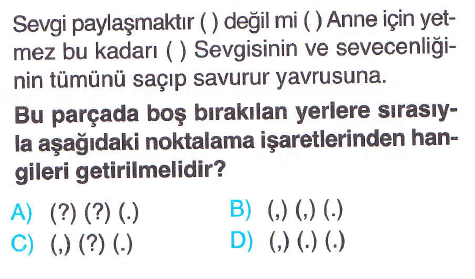 Sevgi paylaşmaktır ( ) değil mi ( ) Anne için yet-
mez bu kadarı ( ) Sevgisinin ve sevecenliği-
nin tümünü saçıp savurur yavrusuna.
Bu parçada boş bırakılan yerlere sırasıy-
la aşağıdaki noktalama işaretlerinden han-
gileri getirilmelidir?
A) (?) (?) (.) B) (,) (,) (.)
C) (,) (?) (.) D) (,) (.) (.)